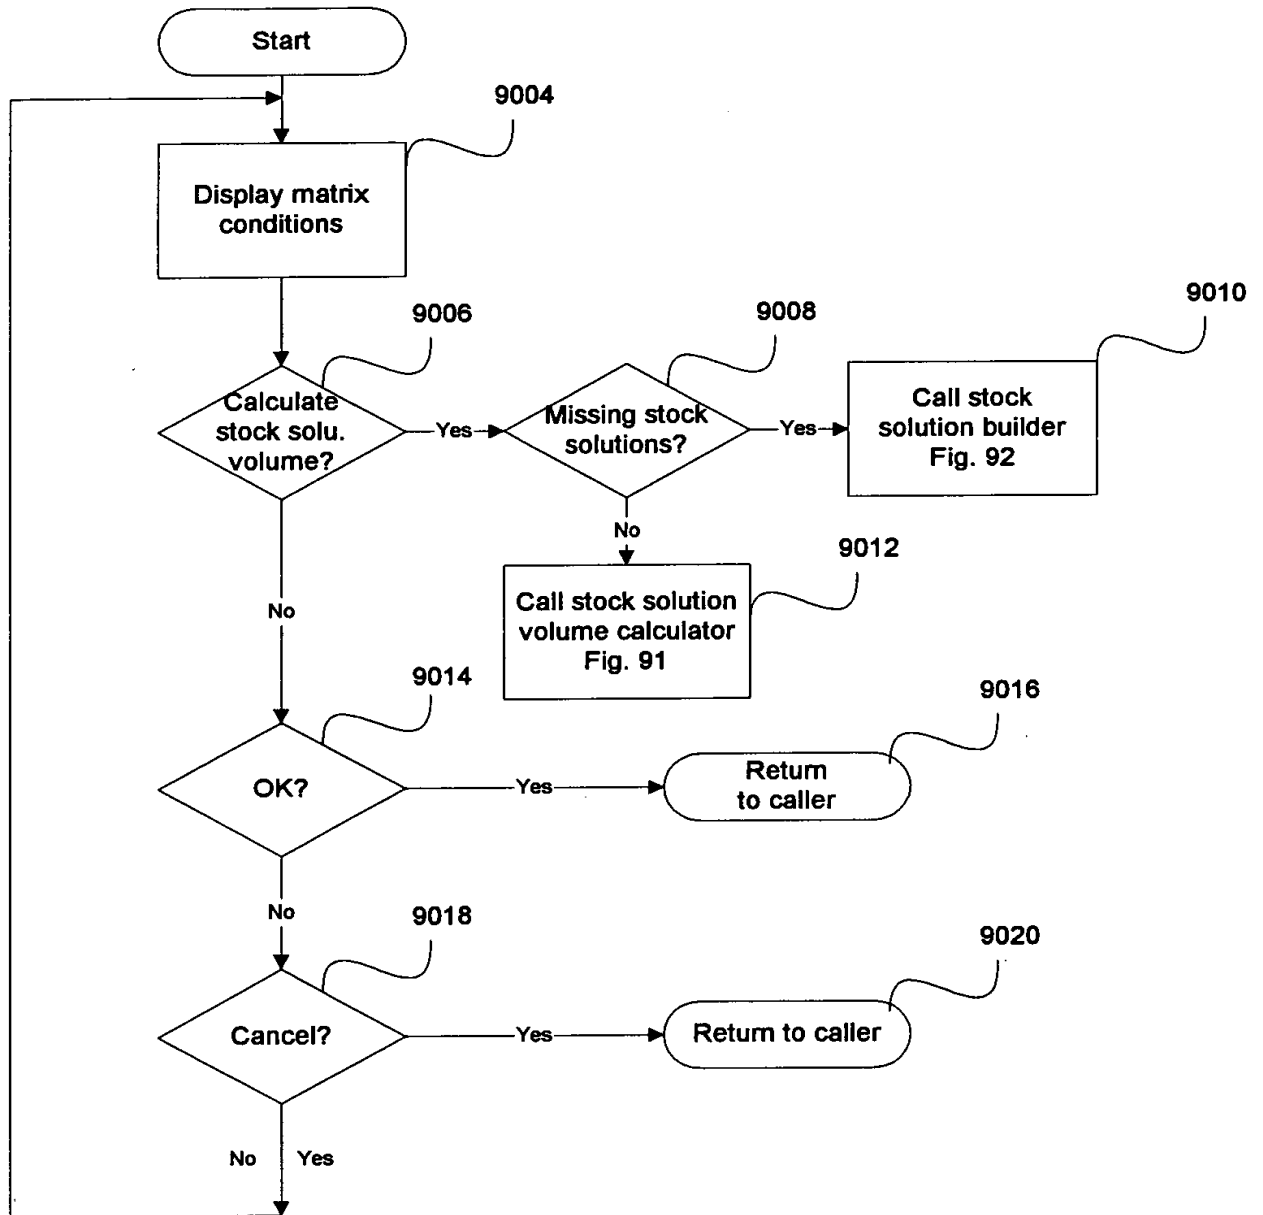 Start
9004
Display matrix
conditions
9006
9008
9010
Calculate
stock solu.
volume?
Yes
Missing stock
solutions?
Yes
Call stock
solution builder
Fig. 92
No
9012
Call stock solution
volume calculator
Fig. 91
No
9014
9016
OK?
Yes
Return
to caller
No
9018
9020
Cancel?
Yes
Return to caller
No Yes